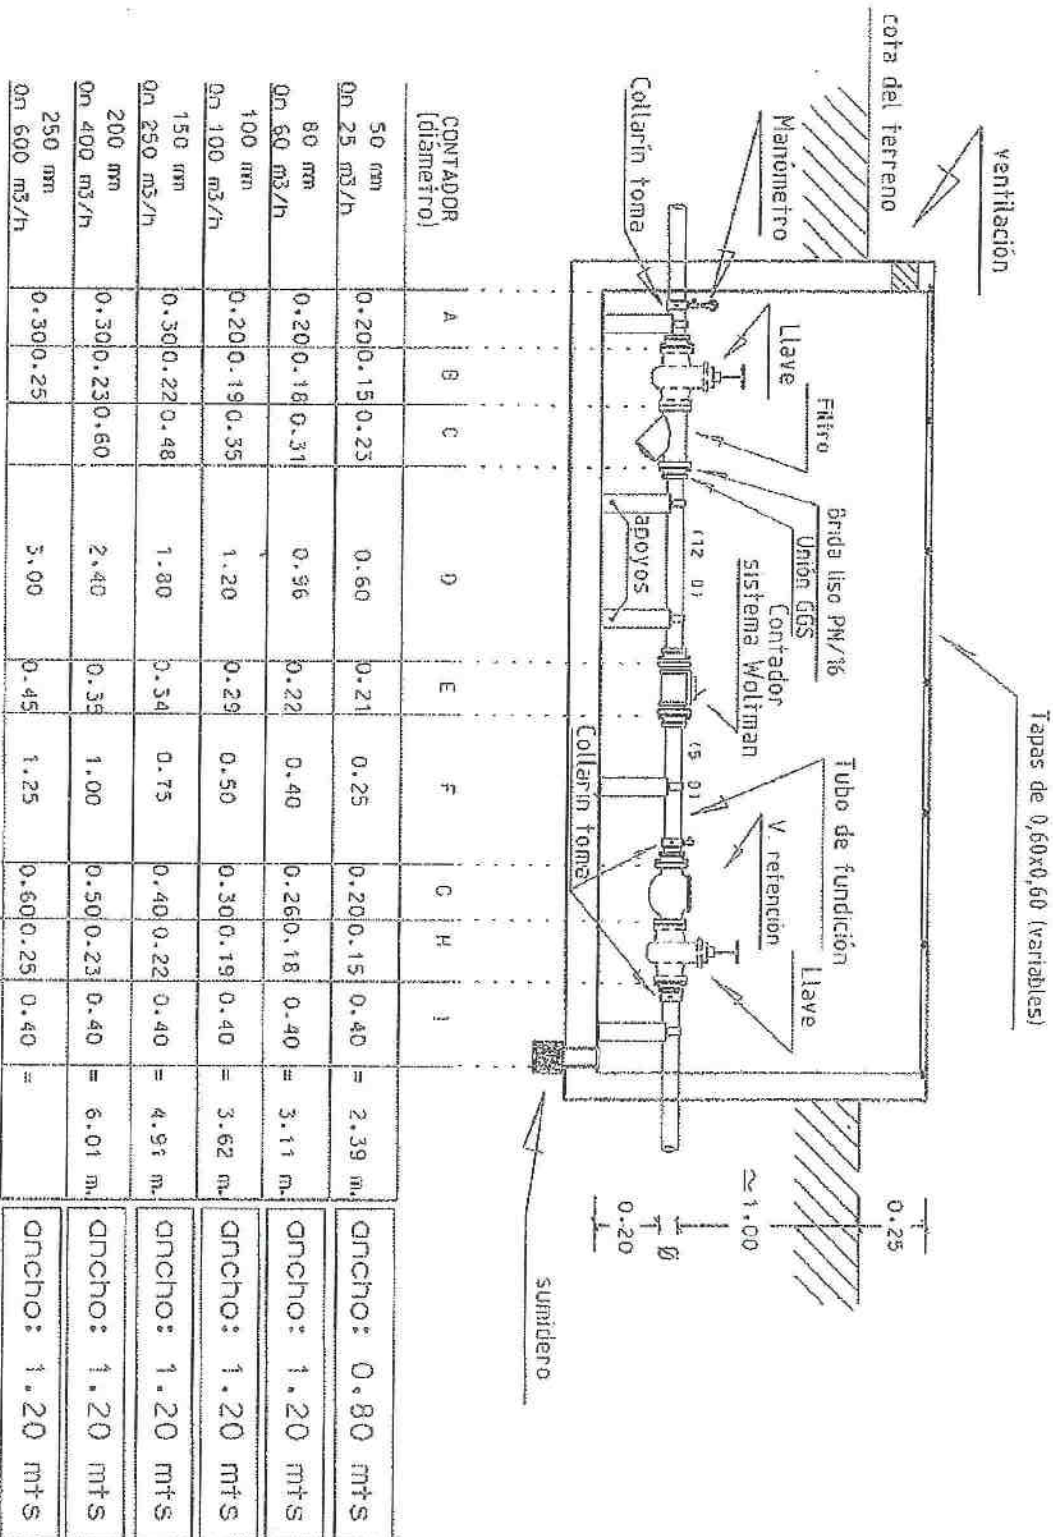 Tapas de 0,60x0,60 (variables)
ventilación
cota del terreno
Manómetro
Collarín toma
Llave
Filtro
Brida liso PN/16
Unión GGS
Contador
sistema Woltman
Tubo de fundición
V. retención
Llave
apoyos
Collarín toma
sumidero
0.25
~1.00
Ø
0.20
CONTADOR (diámetro) A B C D E F G H I
50 mm
Qn 25 m3/h 0.20 0.15 0.23 0.60 0.21 0.25 0.20 0.15 0.40 = 2.39 m. ancho: 0.80 mts
80 mm
Qn 60 m3/h 0.20 0.18 0.31 0.96 0.22 0.40 0.26 0.18 0.40 = 3.11 m. ancho: 1.20 mts
100 mm
Qn 100 m3/h 0.20 0.19 0.35 1.20 0.29 0.50 0.30 0.19 0.40 = 3.62 m. ancho: 1.20 mts
150 mm
Qn 250 m3/h 0.30 0.22 0.48 1.80 0.34 0.75 0.40 0.22 0.40 = 4.91 m. ancho: 1.20 mts
200 mm
Qn 400 m3/h 0.30 0.23 0.60 2.40 0.39 1.00 0.50 0.23 0.40 = 6.01 m. ancho: 1.20 mts
250 mm
Qn 600 m3/h 0.30 0.25 3.00 0.45 1.25 0.60 0.25 0.40 = ancho: 1.20 mts